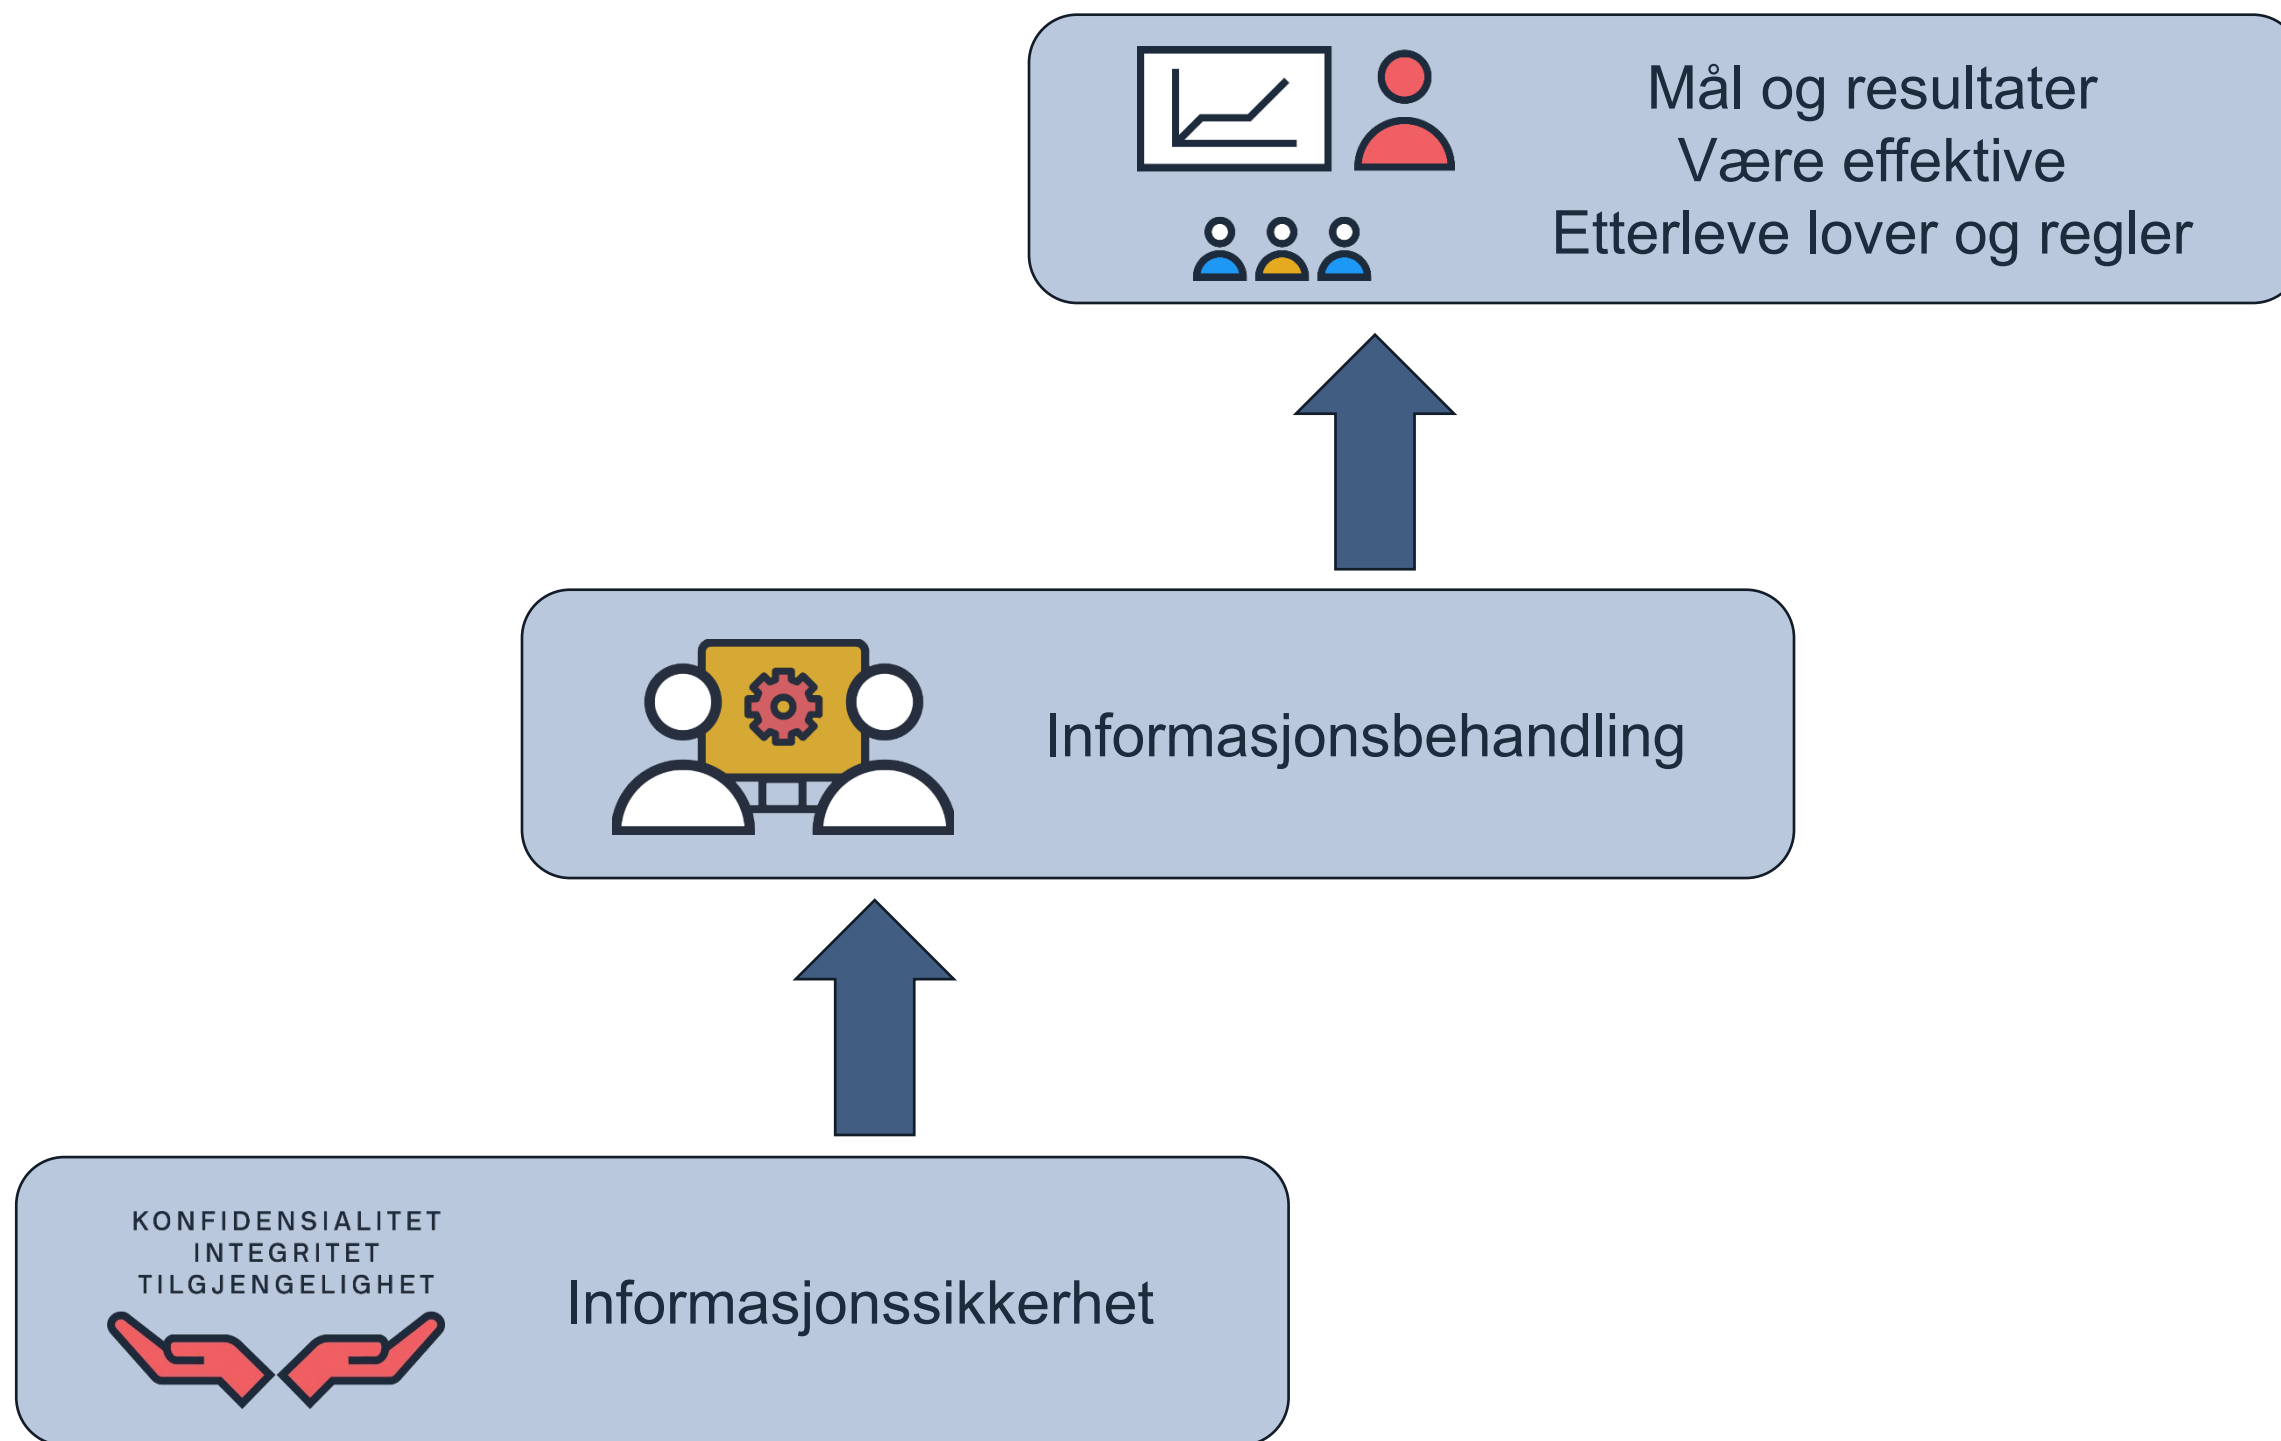 Mål og resultater
Være effektive
Etterleve lover og regler
Informasjonsbehandling
KONFIDENSIALITET
INTEGRITET
TILGJENGELIGHET
Informasjonssikkerhet